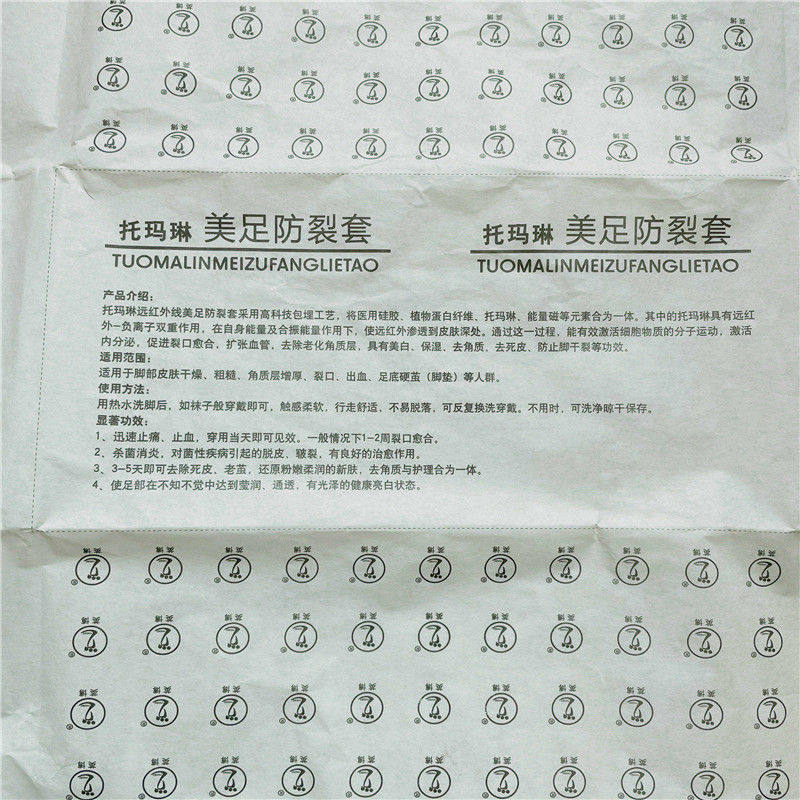 托玛琳 美足防裂套
TUOMALINMEIZUFANGLIETAO
托玛琳 美足防裂套
TUOMALINMEIZUFANGLIETAO
产品介绍：
托玛琳远红外线美足防裂套采用高科技包埋工艺，将医用硅胶、植物蛋白纤维、托玛琳、能量磁等元素合为一体。其中的托玛琳具有远红
外—负离子双重作用，在自身能量及合振能量作用下，使远红外渗透到皮肤深处。通过这一过程，能有效激活细胞物质的分子运动，激活
内分泌，促进裂口愈合，扩张血管，去除老化角质层，具有美白、保湿、去角质、去死皮、防止脚干裂等功效。
适用范围：
适用于脚部皮肤干燥、粗糙、角质层增厚、裂口、出血、足底硬茧（脚垫）等人群。
使用方法：
用热水洗脚后，如袜子般穿戴即可，触感柔软，行走舒适，不易脱落，可反复换洗穿戴。不用时，可洗净晾干保存。
显著功效：
1、迅速止痛、止血，穿用当天即可见效。一般情况下1-2周裂口愈合。
2、杀菌消炎，对菌性疾病引起的脱皮、皲裂，有良好的治愈作用。
3、3-5天即可去除死皮、老茧，还原粉嫩柔润的新肤，去角质与护理合为一体。
4、使足部在不知不觉中达到莹润、通透，有光泽的健康亮白状态。